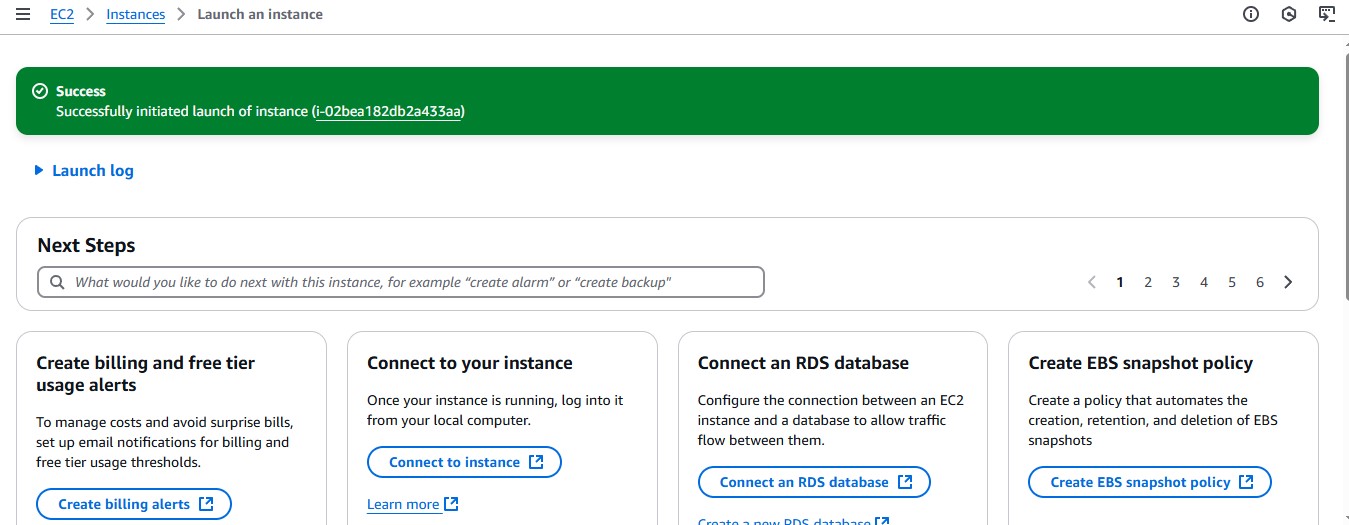 EC2 > Instances > Launch an instance
Success
Successfully initiated launch of instance (i-02bea182db2a433aa)
Launch log
Next Steps
What would you like to do next with this instance, for example “create alarm” or “create backup”
1 2 3 4 5 6
Create billing and free tier
usage alerts
To manage costs and avoid surprise bills,
set up email notifications for billing and
free tier usage thresholds.
Create billing alerts
Connect to your instance
Once your instance is running, log into it
from your local computer.
Connect to instance
Learn more
Connect an RDS database
Configure the connection between an EC2
instance and a database to allow traffic
flow between them.
Connect an RDS database
Create a new RDS database
Create EBS snapshot policy
Create a policy that automates the
creation, retention, and deletion of EBS
snapshots
Create EBS snapshot policy